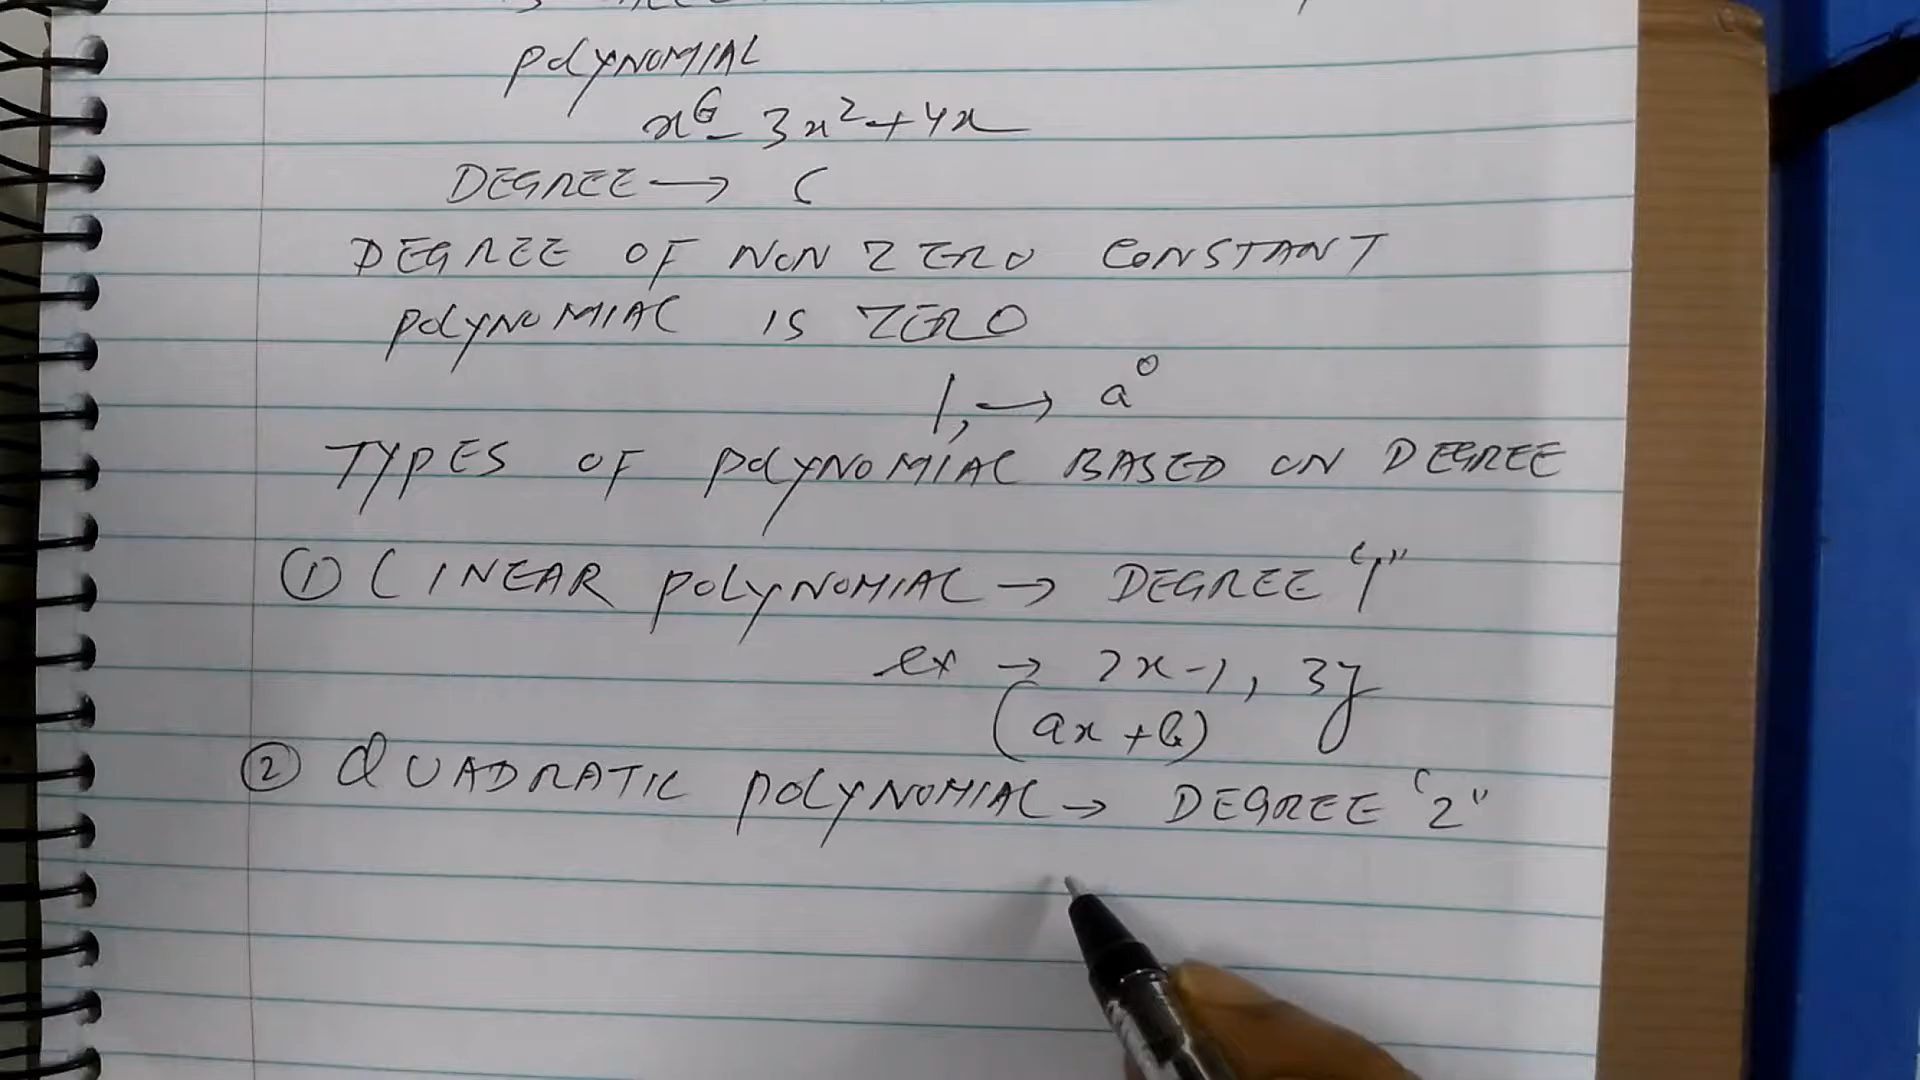 POLYNOMIAL
x⁶ - 3x² + 4x
DEGREE → 6
DEGREE OF NON ZERO CONSTANT
POLYNOMIAL IS ZERO
1, → a⁰
TYPES OF POLYNOMIAL BASED ON DEGREE
① LINEAR POLYNOMIAL → DEGREE "1"
ex → 2x-1, 3y
(ax+b)
② QUADRATIC POLYNOMIAL → DEGREE "2"